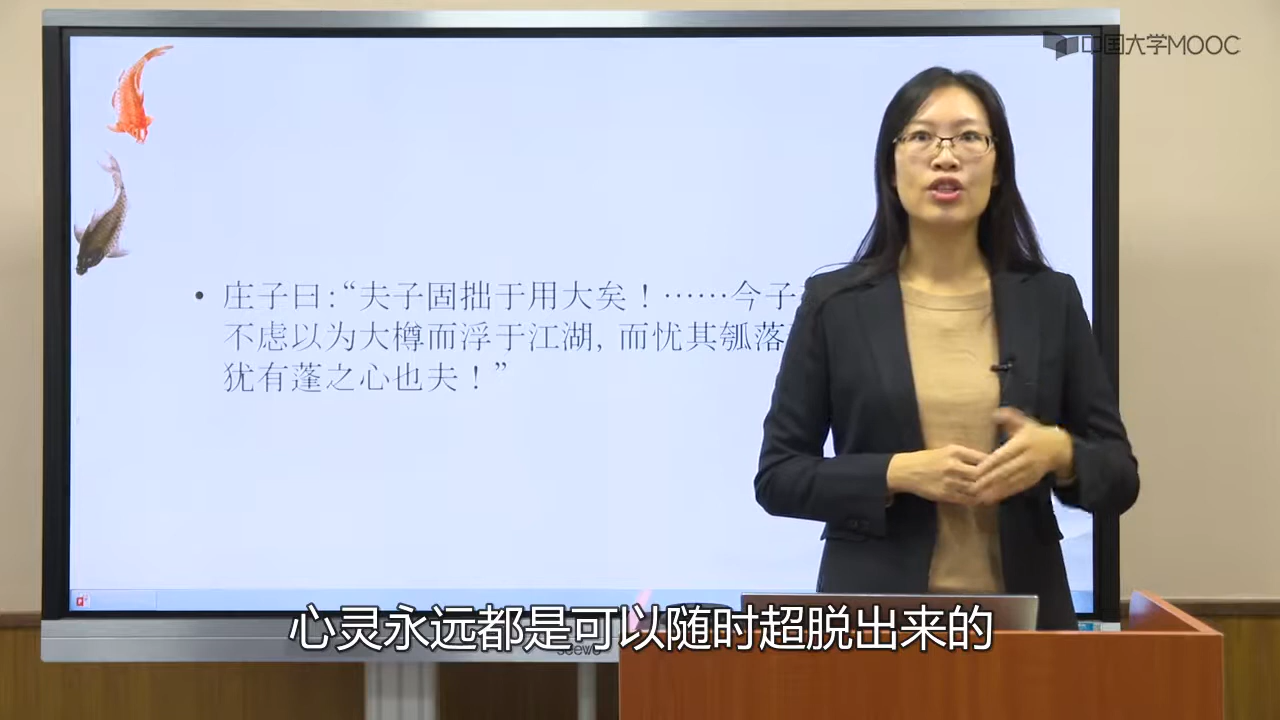 中国大学MOOC
庄子曰：“夫子固拙于用大矣！……今子
不虑以为大樽而浮于江湖，而忧其瓠落
犹有蓬之心也夫！”
心灵永远都是可以随时超脱出来的
seewo